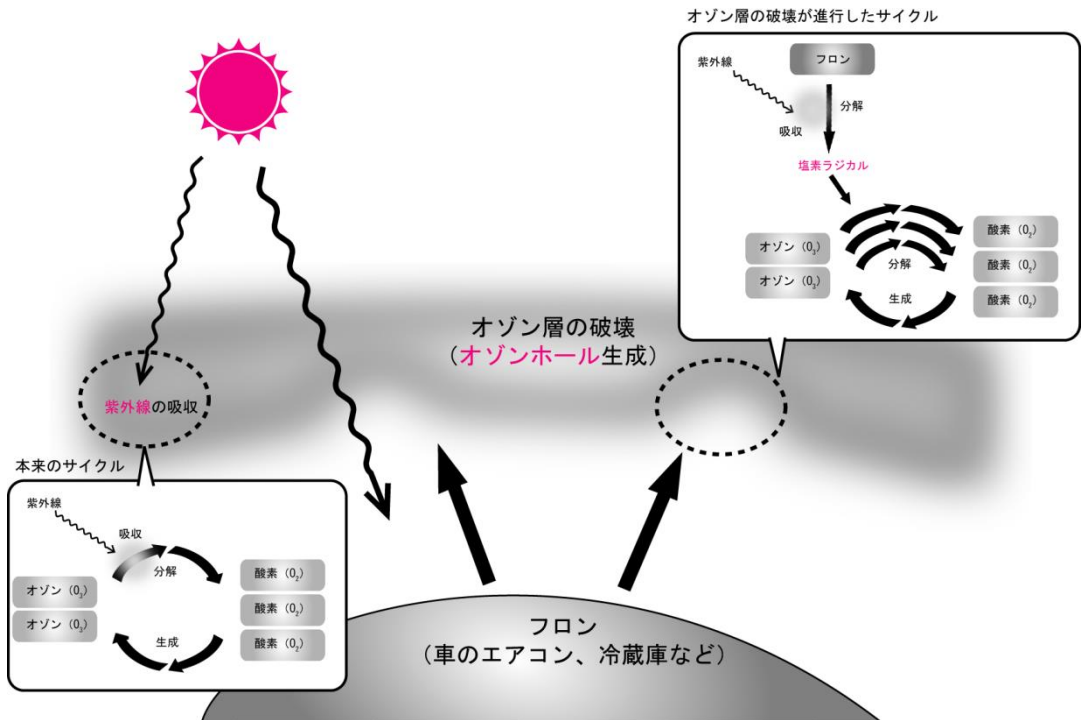 オゾン層の破壊が進行したサイクル
フロン
紫外線
分解
吸収
塩素ラジカル
オゾン（O₃）
オゾン（O₃）
分解
生成
酸素（O₂）
酸素（O₂）
酸素（O₂）
オゾン層の破壊
（オゾンホール生成）
紫外線の吸収
本来のサイクル
紫外線
吸収
分解
オゾン（O₃）
オゾン（O₃）
生成
酸素（O₂）
酸素（O₂）
酸素（O₂）
フロン
（車のエアコン、冷蔵庫など）